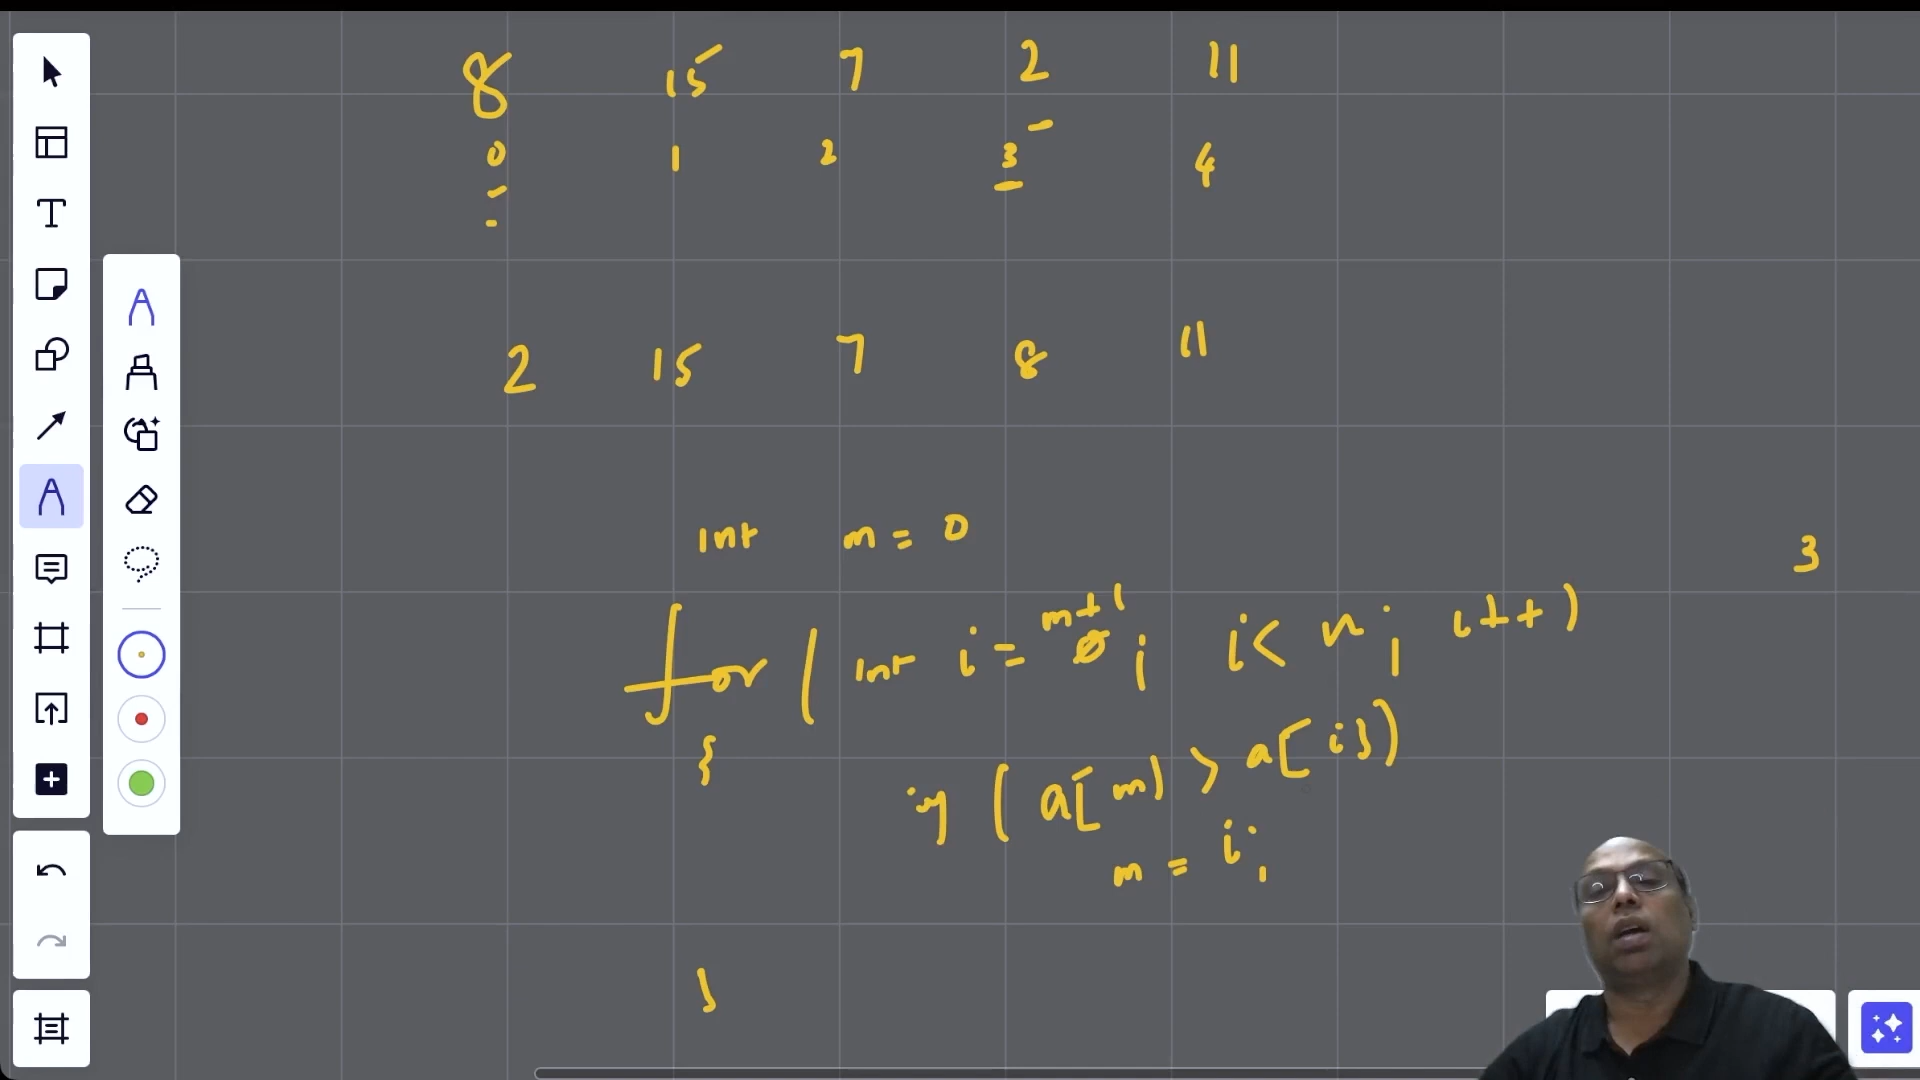 8 15 7 2 11
0 1 2 3 4
2 15 7 8 11
int m = 0
3
m+1
for ( int i = 0; i < n; i++)
{
if ( a[m] > a[i])
m = i;
}